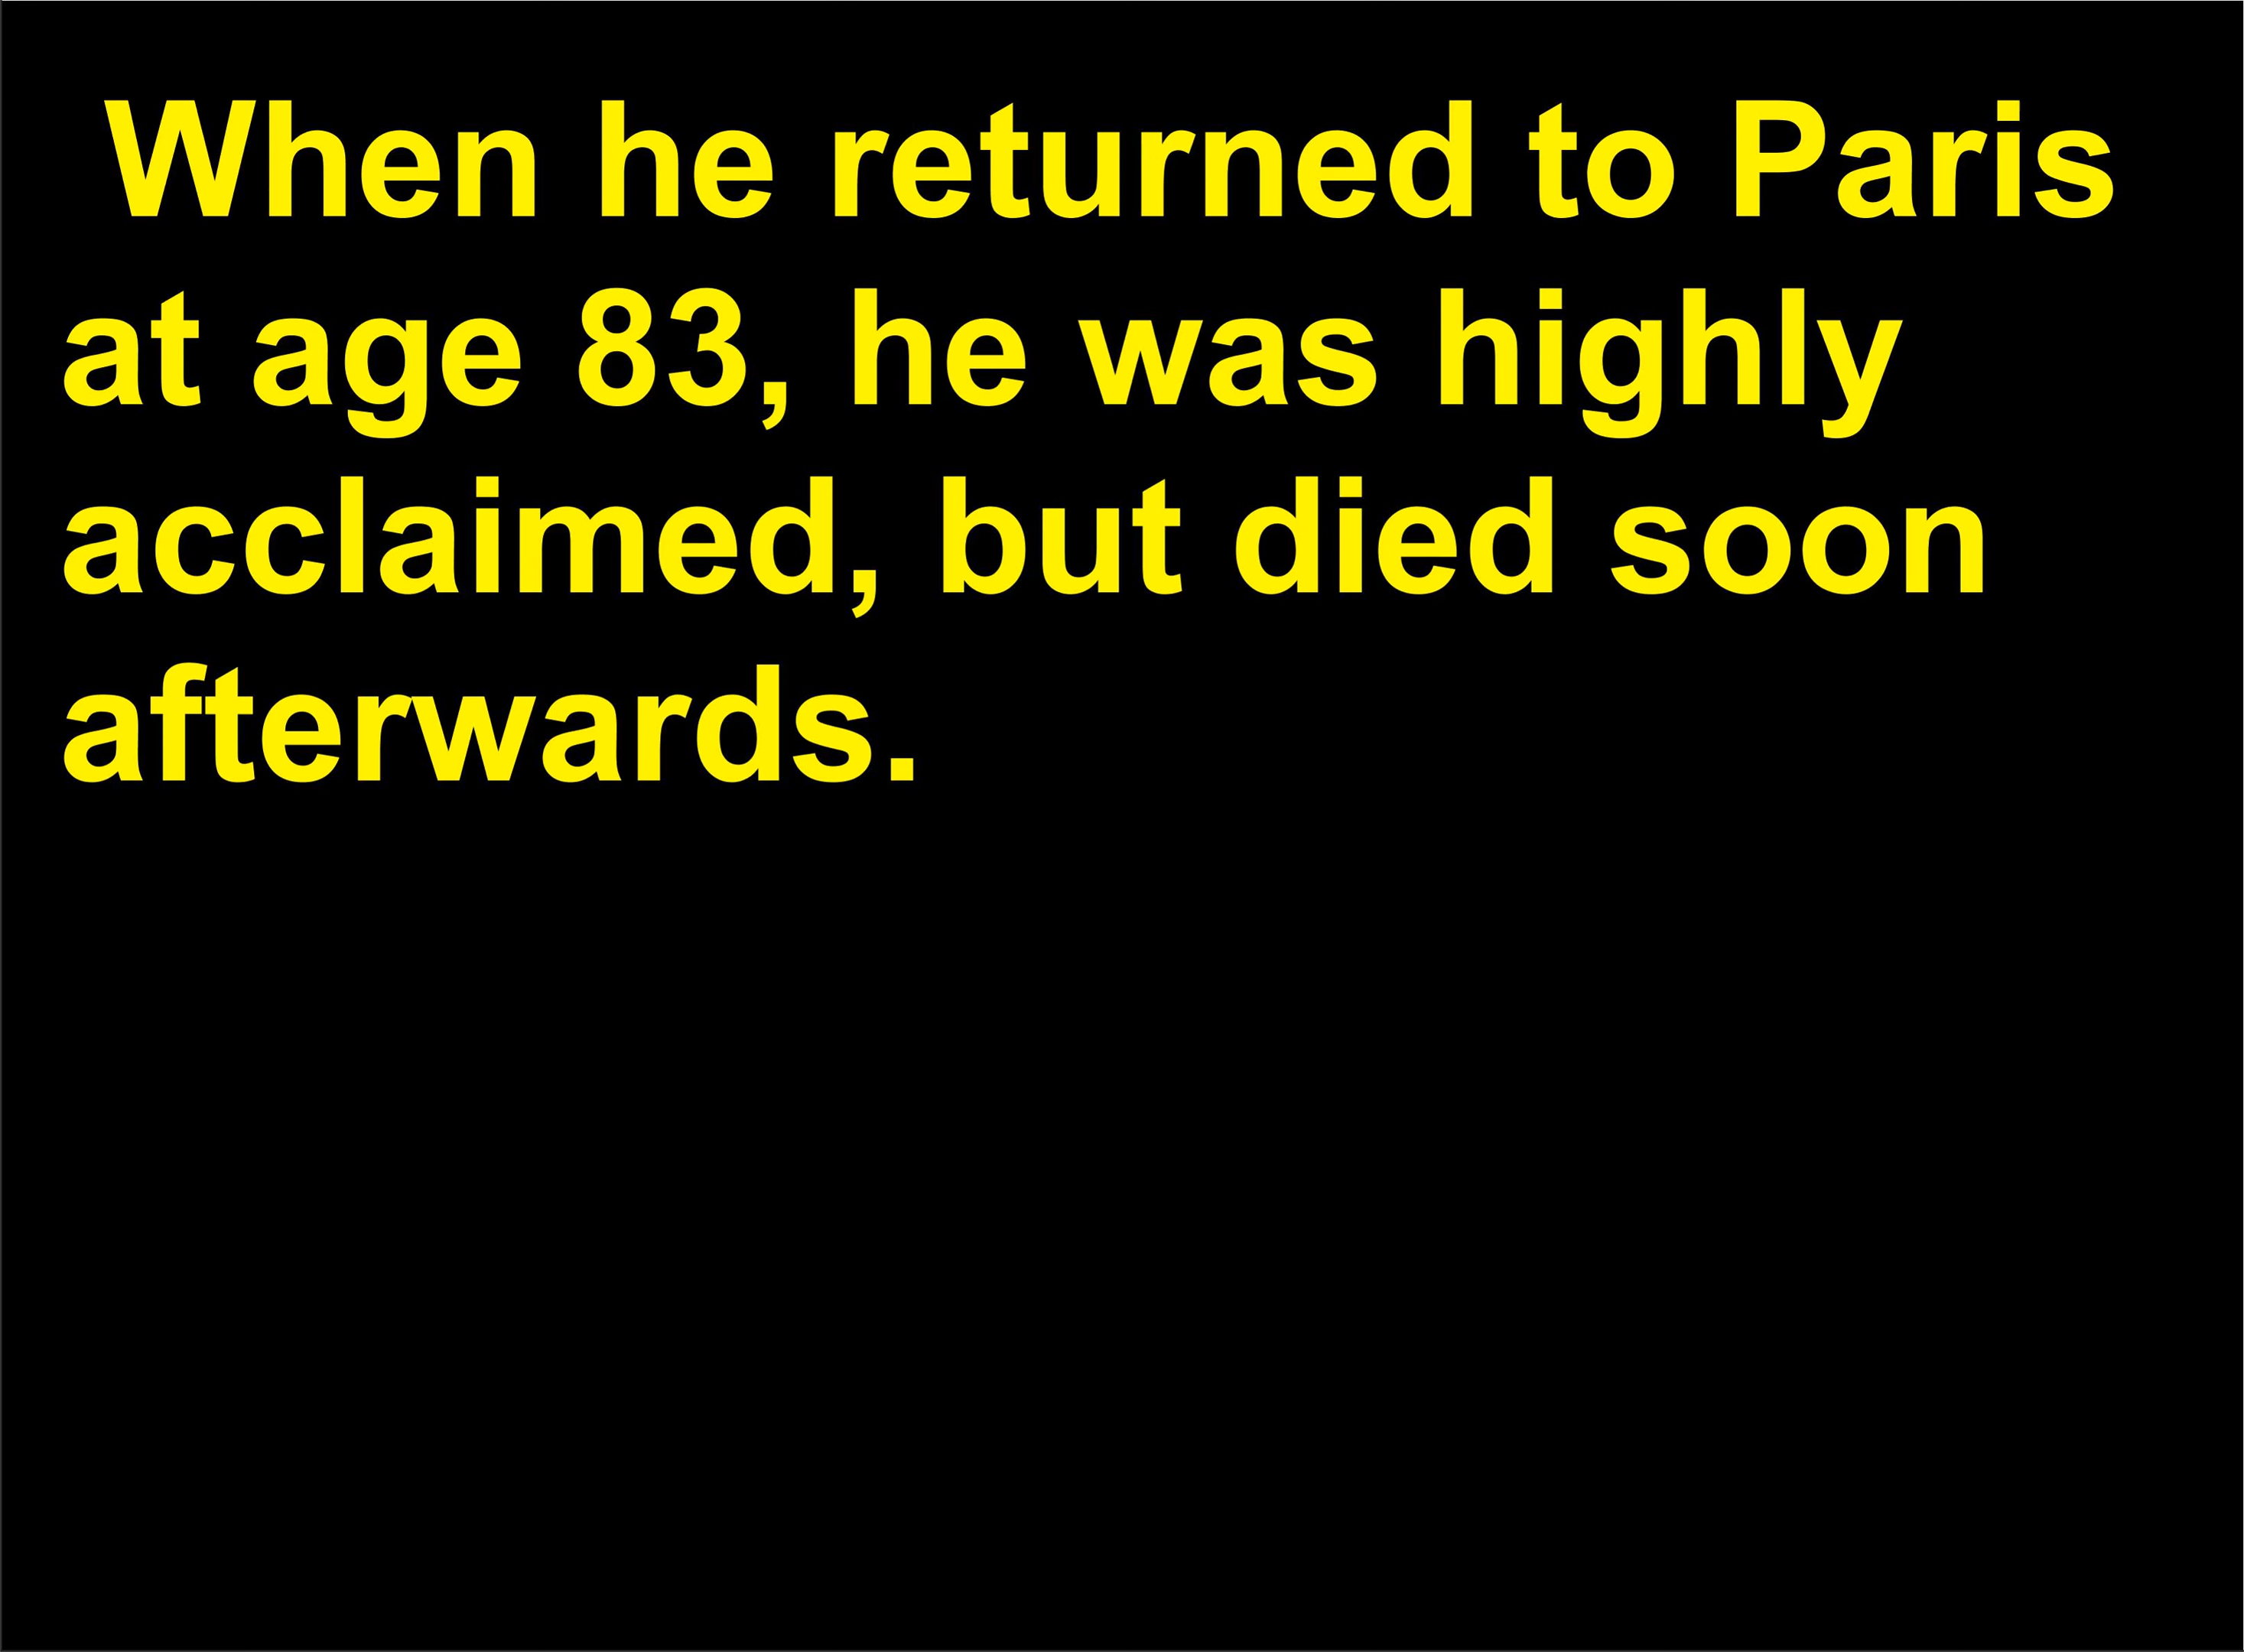 When he returned to Paris
at age 83, he was highly
acclaimed, but died soon
afterwards.